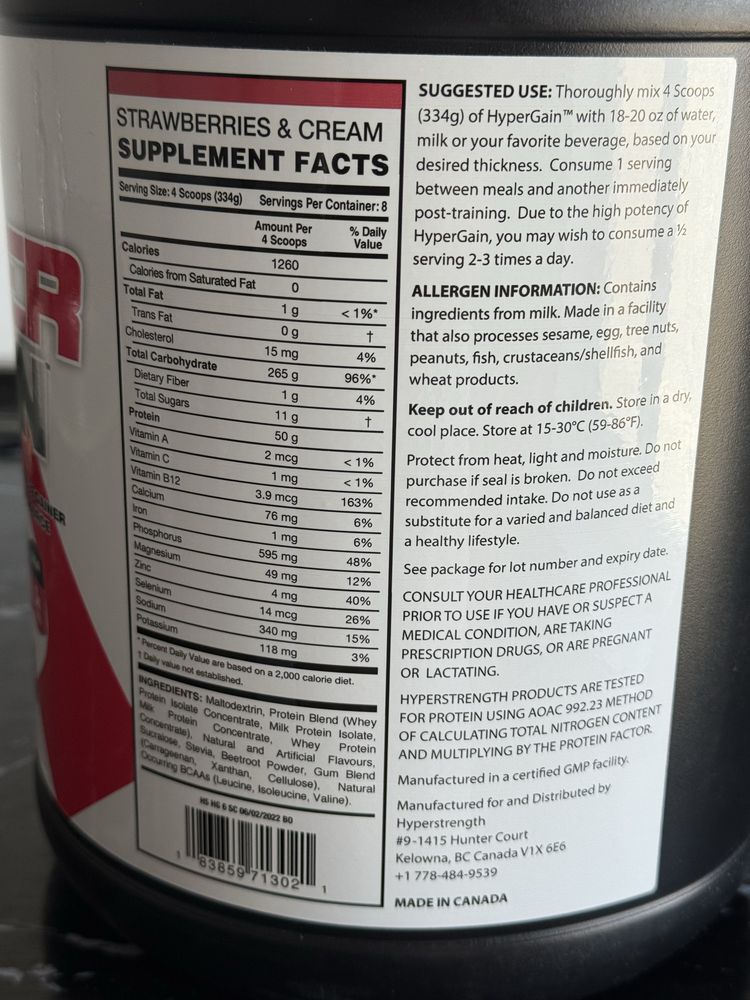 STRAWBERRIES & CREAM
SUPPLEMENT FACTS
Serving Size: 4 Scoops (334g) Servings Per Container: 8
Amount Per 4 Scoops % Daily Value
Calories 1260
Calories from Saturated Fat 0
Total Fat 1 g < 1%*
Trans Fat 0 g †
Cholesterol 15 mg 4%
Total Carbohydrate 265 g 96%*
Dietary Fiber 1 g 4%
Total Sugars 11 g †
Protein 50 g
Vitamin A 2 mcg < 1%
Vitamin C 1 mg < 1%
Vitamin B12 3.9 mcg 163%
Calcium 76 mg 6%
Iron 1 mg 6%
Phosphorus 595 mg 48%
Magnesium 49 mg 12%
Zinc 4 mg 40%
Selenium 14 mcg 26%
Sodium 340 mg 15%
Potassium 118 mg 3%
* Percent Daily Value are based on a 2,000 calorie diet.
† Daily value not established.
INGREDIENTS: Maltodextrin, Protein Blend (Whey
Protein Isolate Concentrate, Milk Protein Isolate,
Milk Protein Concentrate, Whey Protein
Concentrate), Natural and Artificial Flavours,
Sucralose, Stevia, Beetroot Powder, Gum Blend
(Carrageenan, Xanthan, Cellulose), Natural
Occurring BCAAs (Leucine, Isoleucine, Valine).
HS HG 6 SC 06/02/2022 BO
1 83859 71302 1
SUGGESTED USE: Thoroughly mix 4 Scoops
(334g) of HyperGain™ with 18-20 oz of water,
milk or your favorite beverage, based on your
desired thickness. Consume 1 serving
between meals and another immediately
post-training. Due to the high potency of
HyperGain, you may wish to consume a ½
serving 2-3 times a day.
ALLERGEN INFORMATION: Contains
ingredients from milk. Made in a facility
that also processes sesame, egg, tree nuts,
peanuts, fish, crustaceans/shellfish, and
wheat products.
Keep out of reach of children. Store in a dry,
cool place. Store at 15-30°C (59-86°F).
Protect from heat, light and moisture. Do not
purchase if seal is broken. Do not exceed
recommended intake. Do not use as a
substitute for a varied and balanced diet and
a healthy lifestyle.
See package for lot number and expiry date.
CONSULT YOUR HEALTHCARE PROFESSIONAL
PRIOR TO USE IF YOU HAVE OR SUSPECT A
MEDICAL CONDITION, ARE TAKING
PRESCRIPTION DRUGS, OR ARE PREGNANT
OR LACTATING.
HYPERSTRENGTH PRODUCTS ARE TESTED
FOR PROTEIN USING AOAC 992.23 METHOD
OF CALCULATING TOTAL NITROGEN CONTENT
AND MULTIPLYING BY THE PROTEIN FACTOR.
Manufactured in a certified GMP facility.
Manufactured for and Distributed by
Hyperstrength
#9-1415 Hunter Court
Kelowna, BC Canada V1X 6E6
+1 778-484-9539
MADE IN CANADA